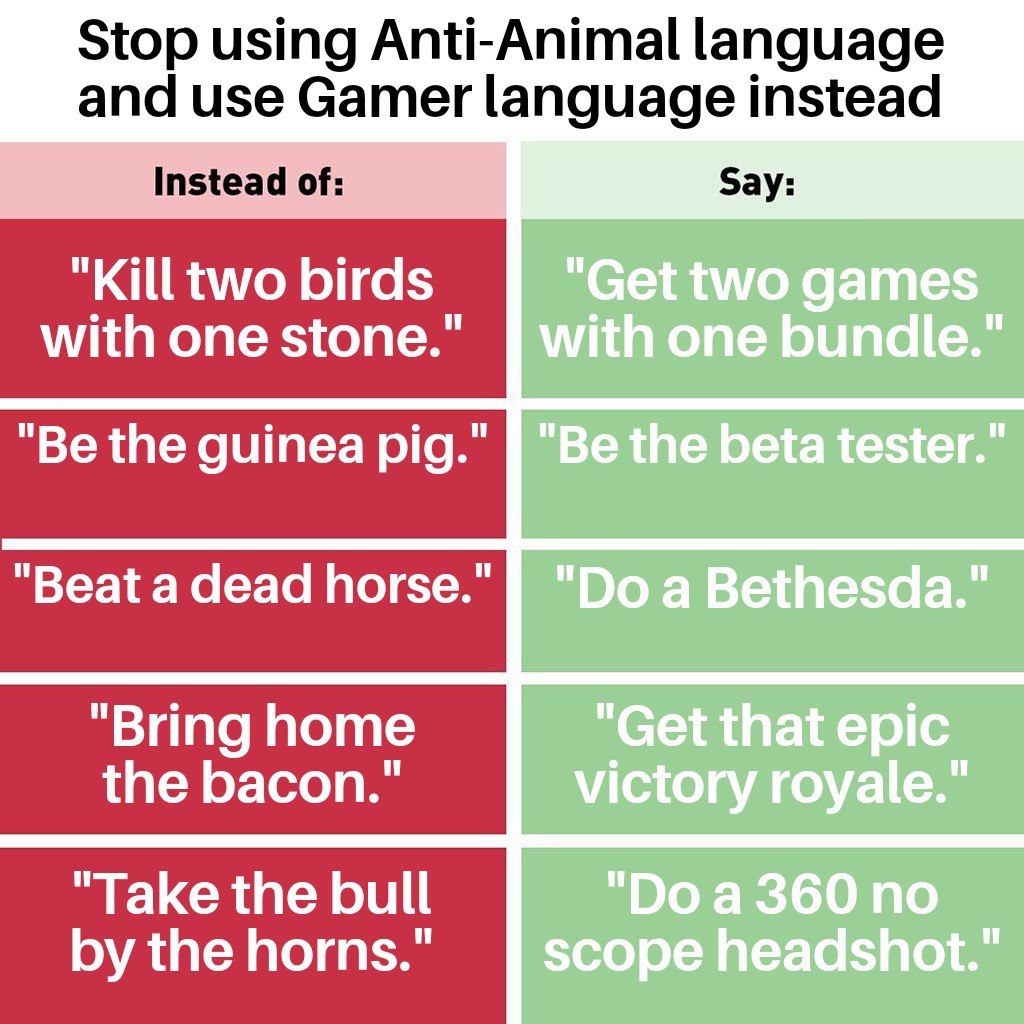 Stop using Anti-Animal language
and use Gamer language instead
Instead of:
Say:
"Kill two birds
with one stone."
"Get two games
with one bundle."
"Be the guinea pig."
"Be the beta tester."
"Beat a dead horse."
"Do a Bethesda."
"Bring home
the bacon."
"Get that epic
victory royale."
"Take the bull
by the horns."
"Do a 360 no
scope headshot."